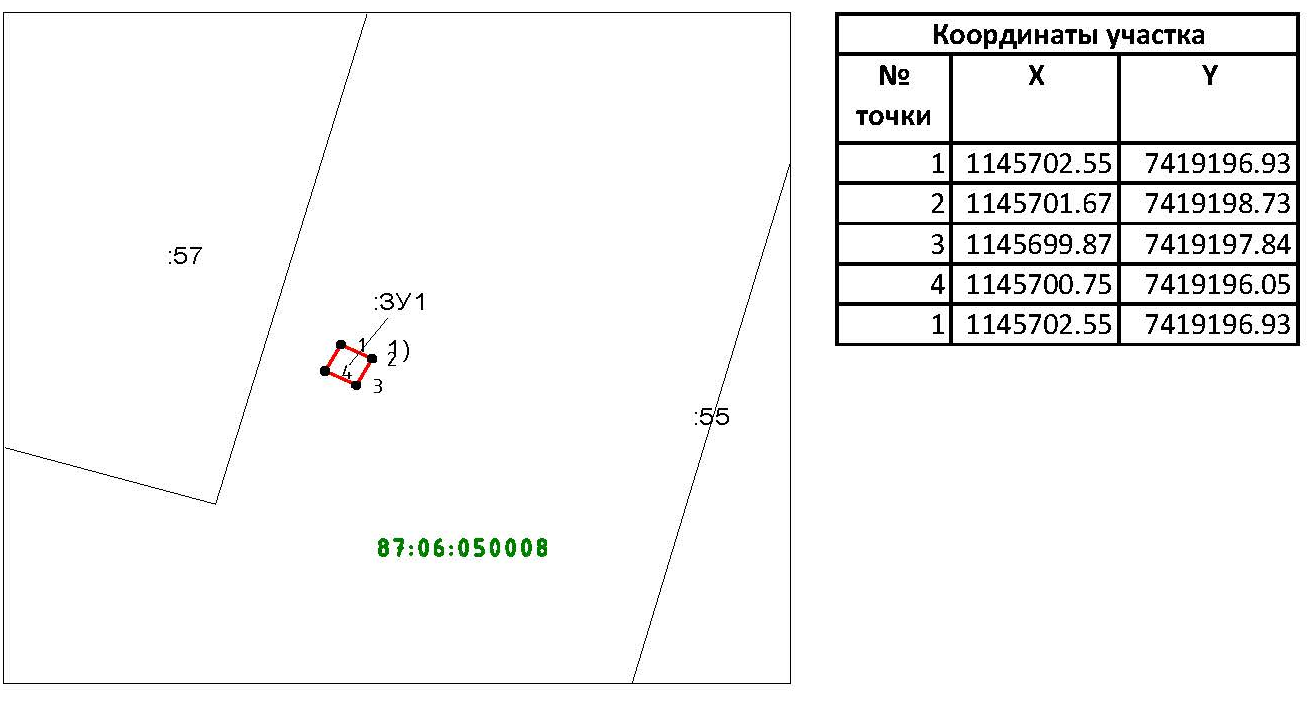 :57
:ЗУ1
1
1)
2
4
3
:55
87:06:050008
Координаты участка
№ точки X Y
1 1145702.55 7419196.93
2 1145701.67 7419198.73
3 1145699.87 7419197.84
4 1145700.75 7419196.05
1 1145702.55 7419196.93